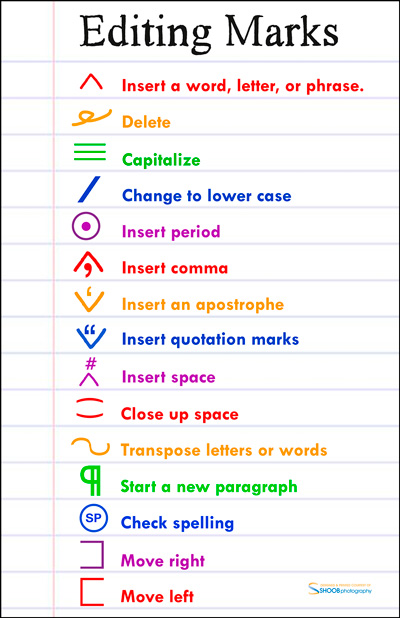 Editing Marks
Insert a word, letter, or phrase.
Delete
Capitalize
Change to lower case
Insert period
Insert comma
Insert an apostrophe
Insert quotation marks
#
Insert space
Close up space
Transpose letters or words
¶ Start a new paragraph
SP Check spelling
Move right
Move left
SHOOBphotography